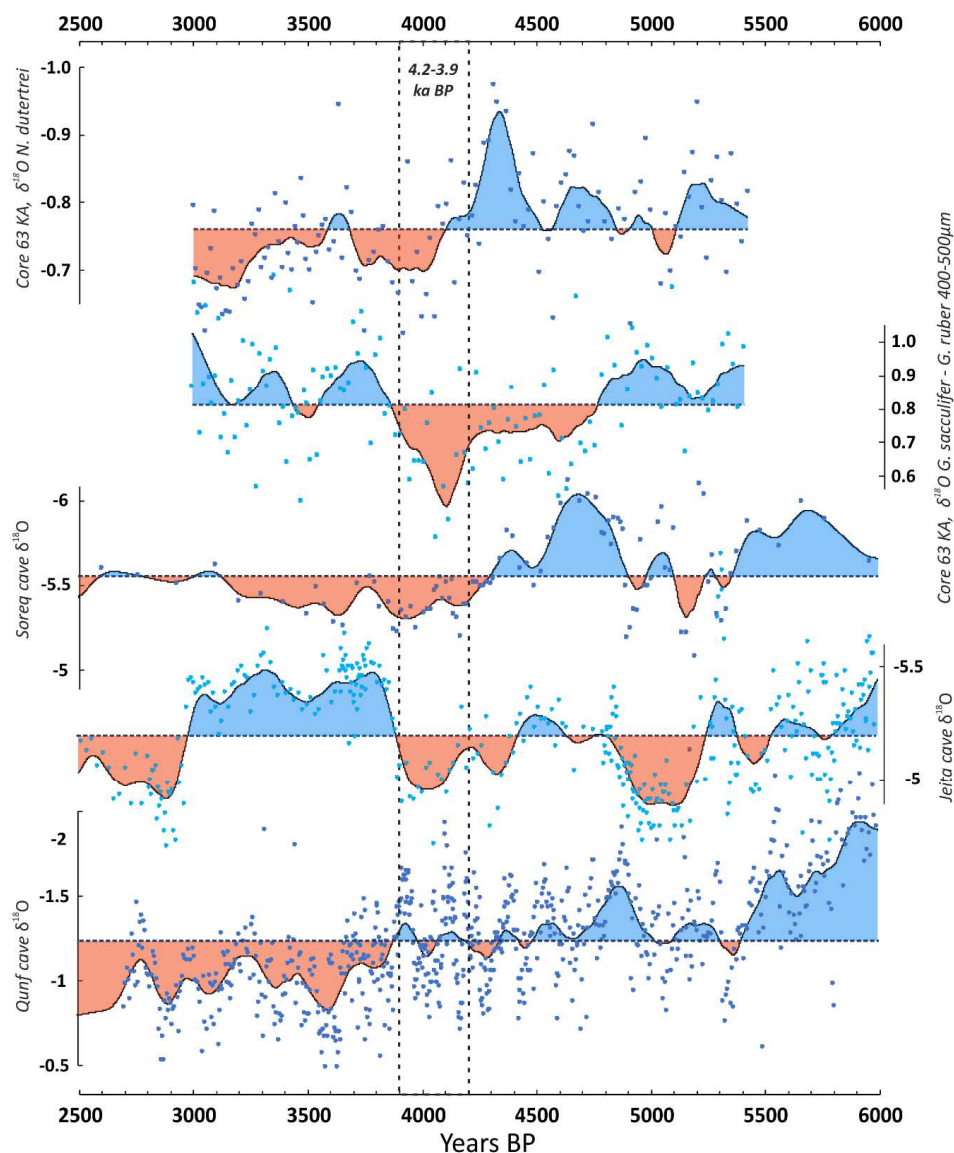 2500 3000 3500 4000 4500 5000 5500 6000
4.2-3.9
ka BP
Core 63 KA, δ¹⁸O N. dutertrei
-1.0
-0.9
-0.8
-0.7
Core 63 KA, δ¹⁸O G. sacculifer - G. ruber 400-500µm
1.0
0.9
0.8
0.7
0.6
Soreq cave δ¹⁸O
-6
-5.5
-5
Jeita cave δ¹⁸O
-5.5
-5
Qunf cave δ¹⁸O
-2
-1.5
-1
-0.5
2500 3000 3500 4000 4500 5000 5500 6000
Years BP